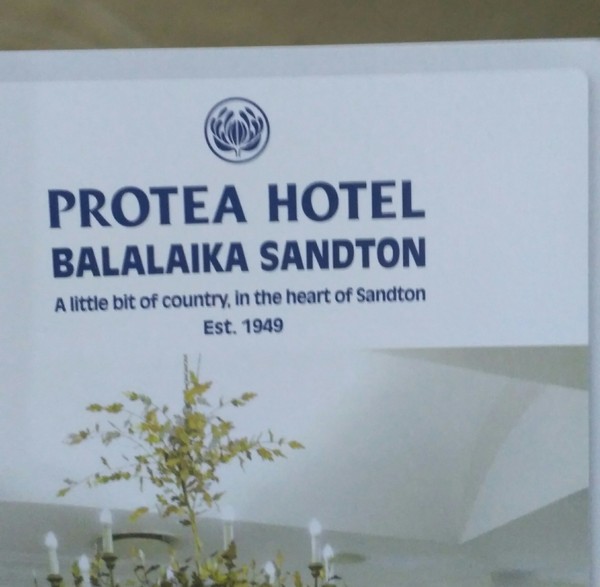 PROTEA HOTEL
BALALAIKA SANDTON
A little bit of country, in the heart of Sandton
Est. 1949